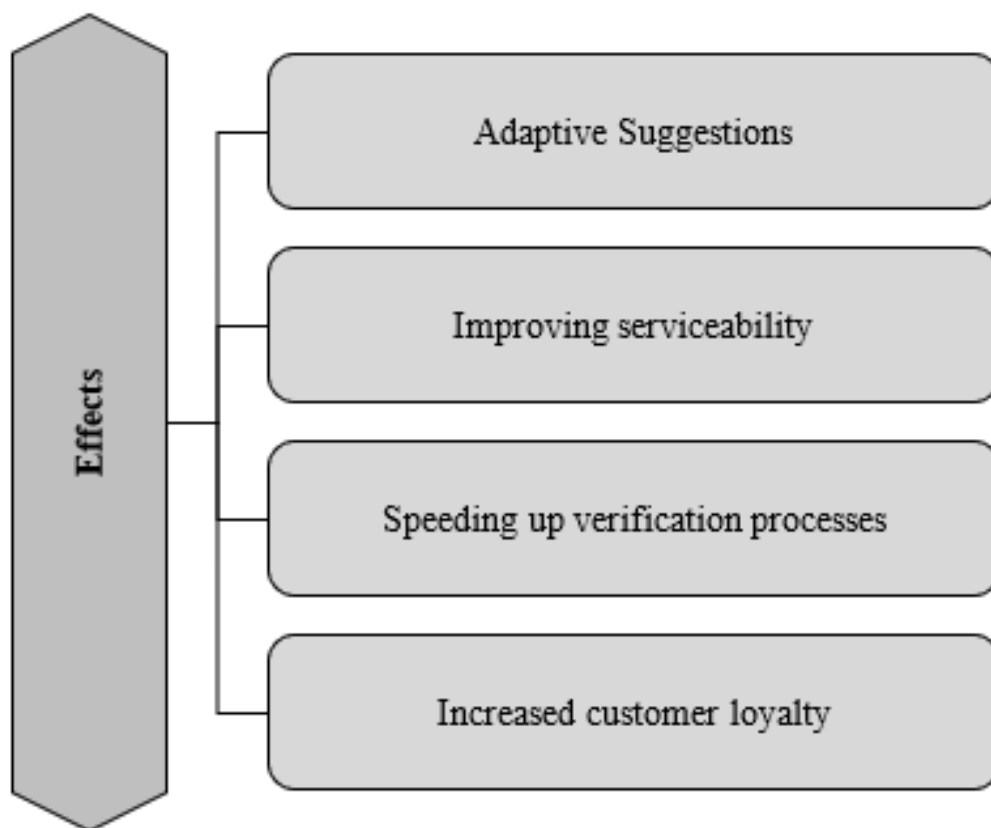 Effects
Adaptive Suggestions
Improving serviceability
Speeding up verification processes
Increased customer loyalty